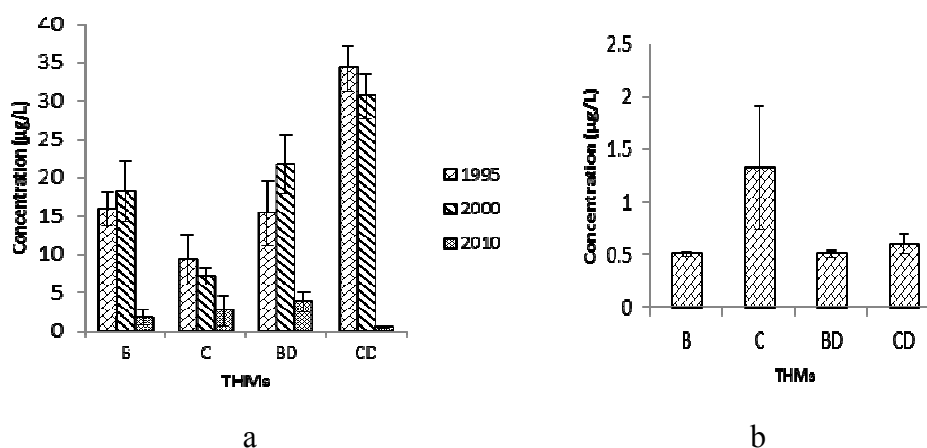 40
35
30
25
20
15
10
5
0
Concentration (µg/L)
B C BD CD
THMs
1995
2000
2010
a
2.5
2
1.5
1
0.5
0
Concentration (µg/L)
B C BD CD
THMs
b